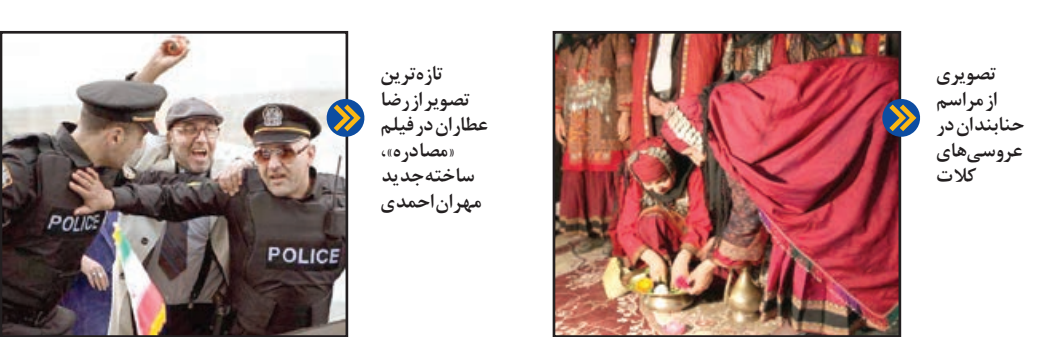 تصویری
از مراسم
حنابندان در
عروسی‌های
کلات
تازه‌ترین
تصویر از رضا
عطاران در فیلم
«مصادره»،
ساخته جدید
مهران احمدی
POLICE
POLICE